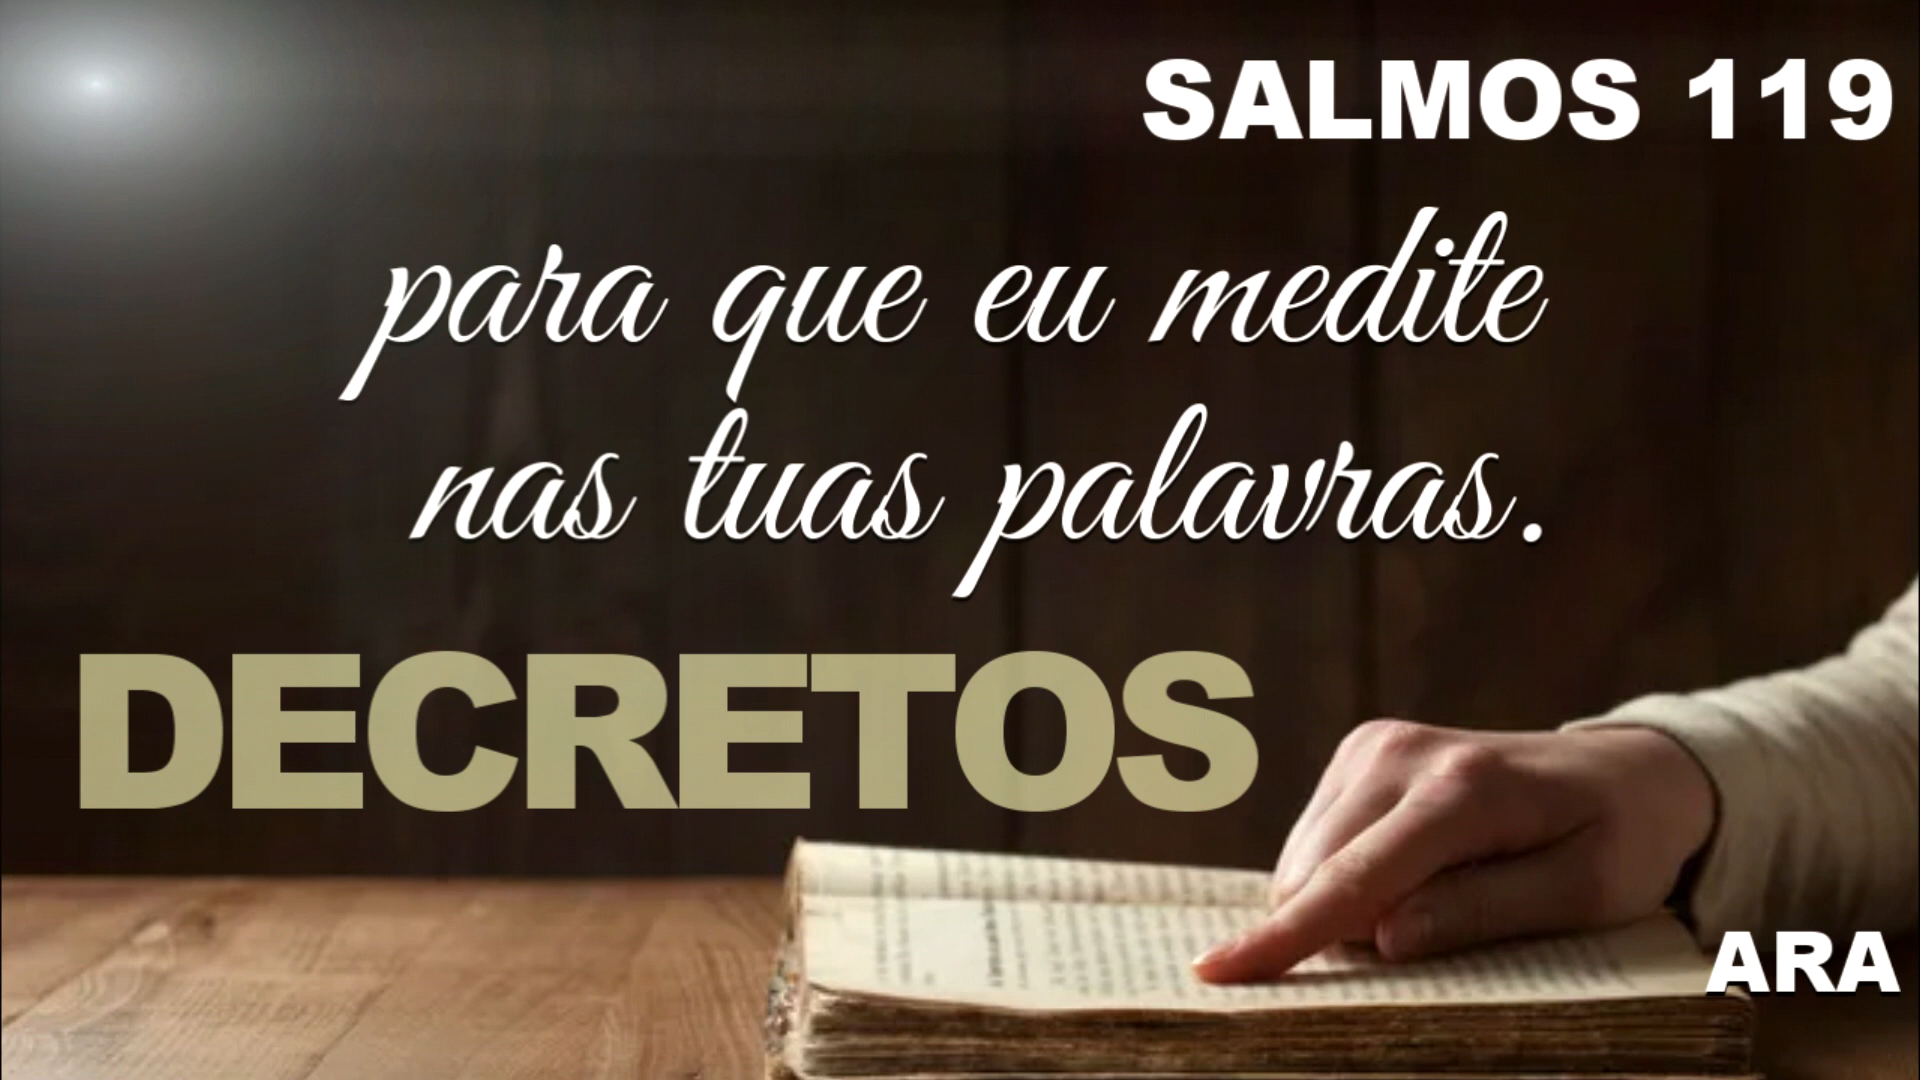 SALMOS 119
para que eu medite
nas tuas palavras.
DECRETOS
ARA